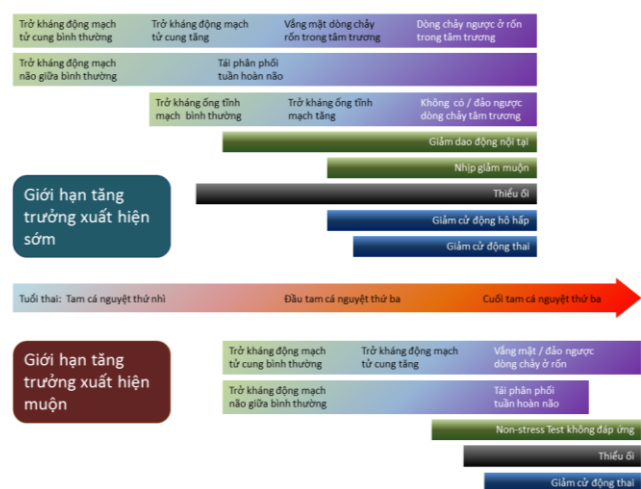 Trở kháng động mạch
tử cung bình thường
Trở kháng động mạch
tử cung tăng
Vắng mặt dòng chảy
rốn trong tâm trương
Dòng chảy ngược ở rốn
trong tâm trương
Trở kháng động mạch
não giữa bình thường
Tái phân phối
tuần hoàn não
Trở kháng ống tĩnh
mạch bình thường
Trở kháng ống tĩnh
mạch tăng
Không có / đảo ngược
dòng chảy tâm trương
Giảm dao động nội tại
Nhịp giảm muộn
Thiểu ối
Giảm cử động hô hấp
Giảm cử động thai
Giới hạn tăng
trưởng xuất hiện
sớm
Tuổi thai: Tam cá nguyệt thứ nhì
Đầu tam cá nguyệt thứ ba
Cuối tam cá nguyệt thứ ba
Giới hạn tăng
trưởng xuất hiện
muộn
Trở kháng động mạch
tử cung bình thường
Trở kháng động mạch
tử cung tăng
Vắng mặt / đảo ngược
dòng chảy ở rốn
Trở kháng động mạch
não giữa bình thường
Tái phân phối
tuần hoàn não
Non-stress Test không đáp ứng
Thiểu ối
Giảm cử động thai